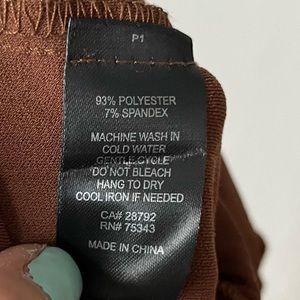 P1
93% POLYESTER
7% SPANDEX
MACHINE WASH IN
COLD WATER
GENTLE CYCLE
DO NOT BLEACH
HANG TO DRY
COOL IRON IF NEEDED
CA# 28792
RN# 75343
MADE IN CHINA